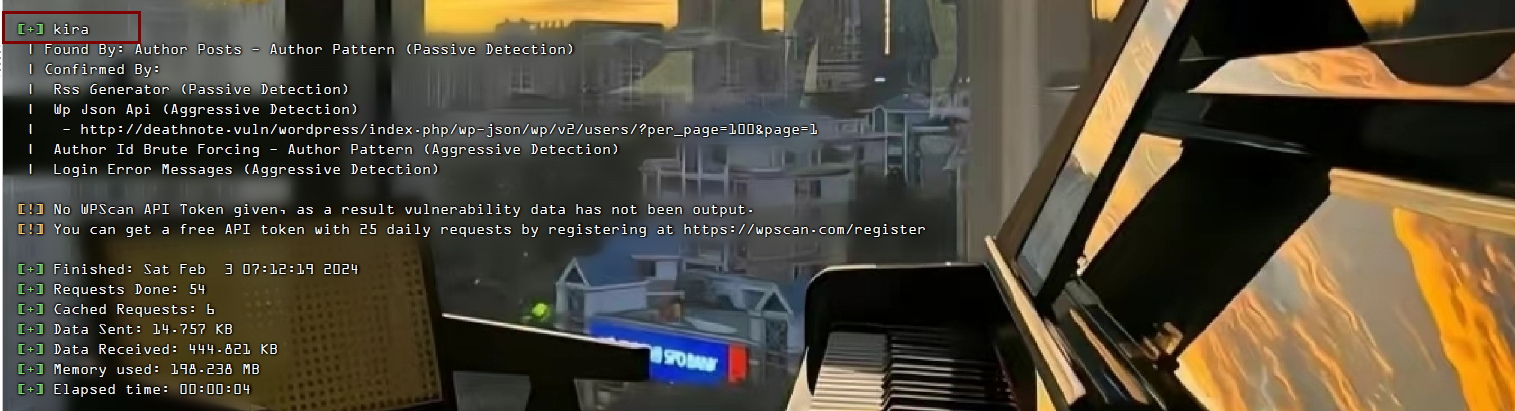 [+] kira
| Found By: Author Posts - Author Pattern (Passive Detection)
| Confirmed By:
|  Rss Generator (Passive Detection)
|  Wp Json Api (Aggressive Detection)
|   - http://deathnote.vuln/wordpress/index.php/wp-json/wp/v2/users/?per_page=100&page=1
|  Author Id Brute Forcing - Author Pattern (Aggressive Detection)
|  Login Error Messages (Aggressive Detection)
[!] No WPScan API Token given, as a result vulnerability data has not been output.
[!] You can get a free API token with 25 daily requests by registering at https://wpscan.com/register
[+] Finished: Sat Feb  3 07:12:19 2024
[+] Requests Done: 54
[+] Cached Requests: 6
[+] Data Sent: 14.757 KB
[+] Data Received: 444.821 KB
[+] Memory used: 198.238 MB
[+] Elapsed time: 00:00:04